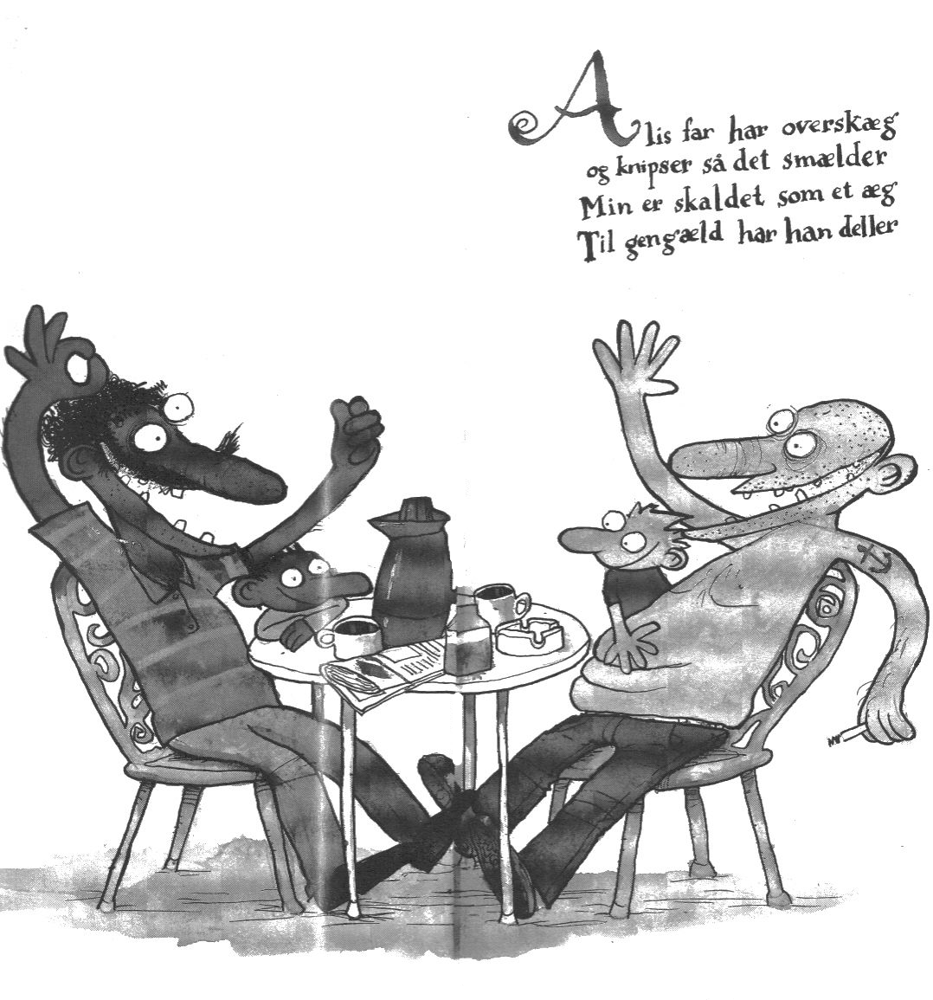 Alis far har overskæg
og knipser så det smælder
Min er skaldet som et æg
Til gengæld har han deller